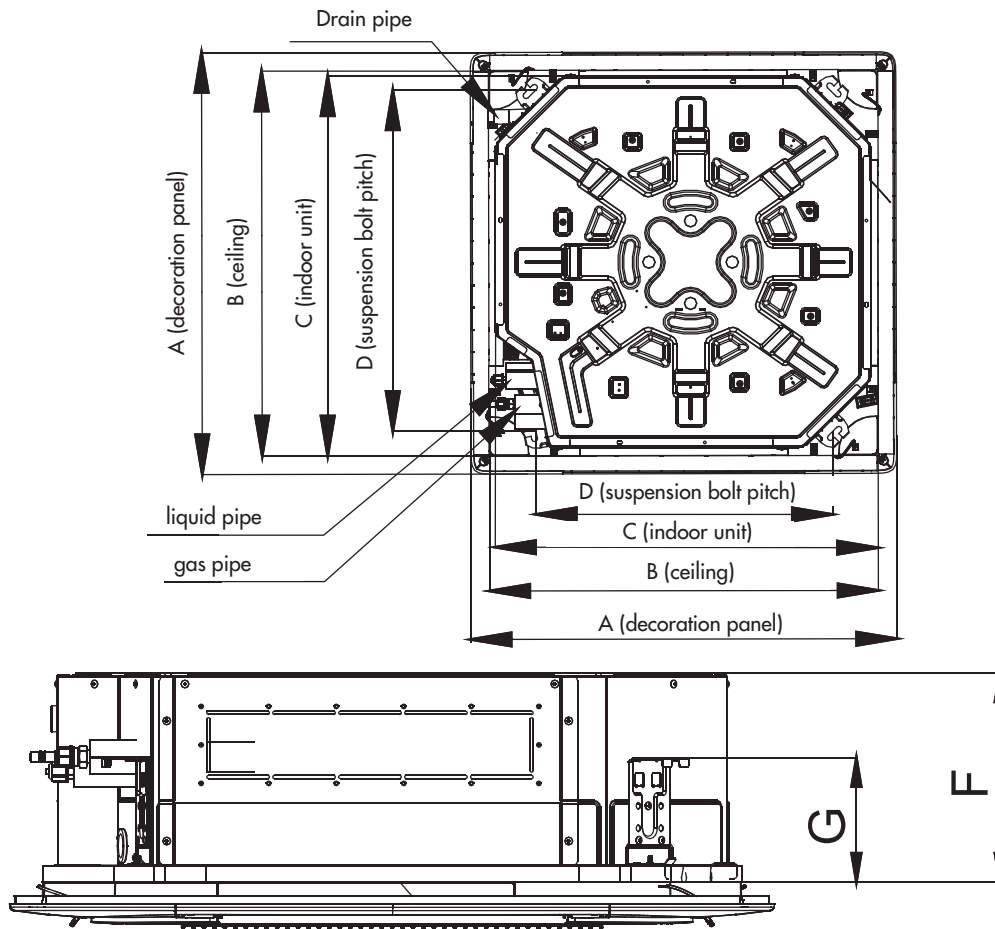 Drain pipe
A (decoration panel)
B (ceiling)
C (indoor unit)
D (suspension bolt pitch)
D (suspension bolt pitch)
C (indoor unit)
B (ceiling)
A (decoration panel)
liquid pipe
gas pipe
G
F